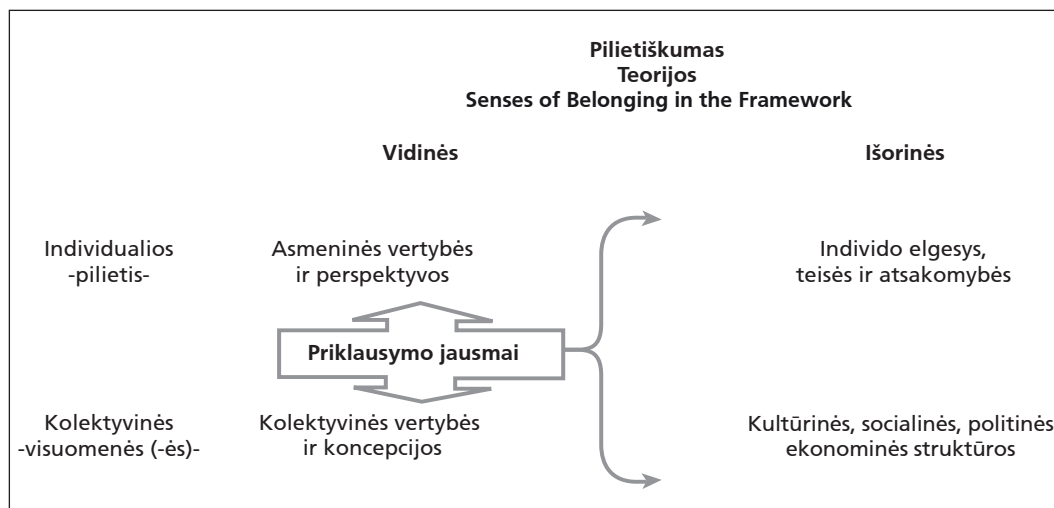 Pilietiškumas
Teorijos
Senses of Belonging in the Framework
Vidinės
Išorinės
Individualios
-pilietis-
Asmeninės vertybės
ir perspektyvos
Individo elgesys,
teisės ir atsakomybės
Priklausymo jausmai
Kolektyvinės
-visuomenės (-ės)-
Kolektyvinės vertybės
ir koncepcijos
Kultūrinės, socialinės, politinės
ekonominės struktūros